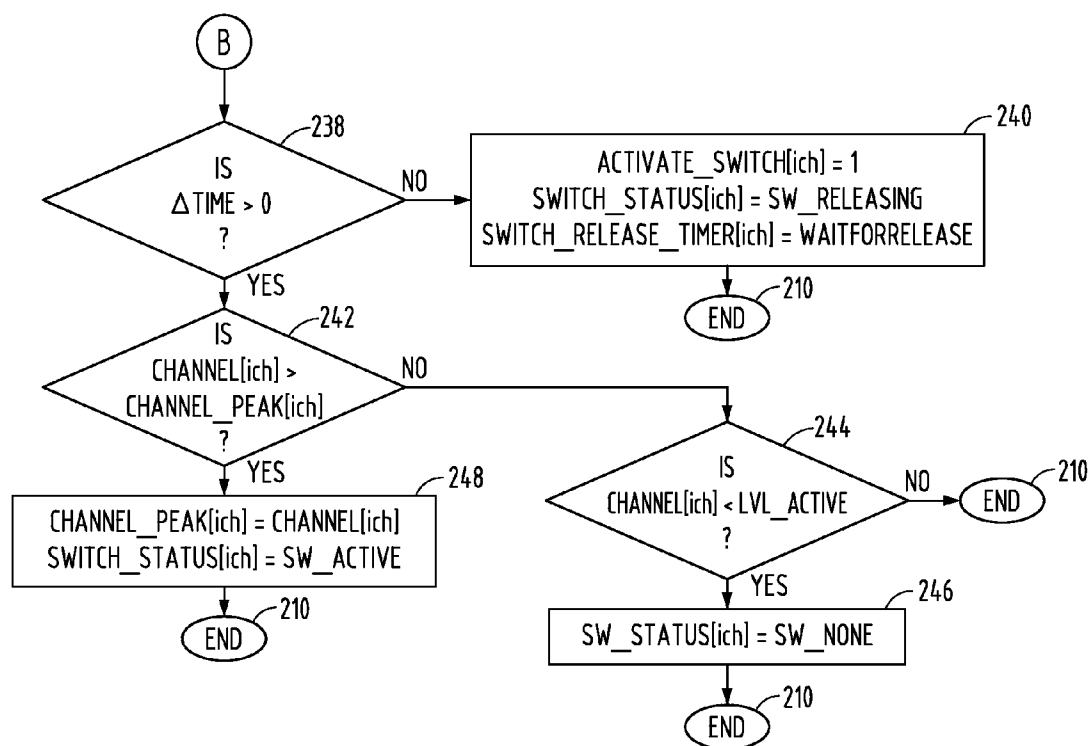 B
238
IS
ΔTIME > 0
?
NO
YES
240
ACTIVATE_SWITCH[ich] = 1
SWITCH_STATUS[ich] = SW_RELEASING
SWITCH_RELEASE_TIMER[ich] = WAITFORRELEASE
210
END
242
IS
CHANNEL[ich] >
CHANNEL_PEAK[ich]
?
NO
YES
244
IS
CHANNEL[ich] < LVL_ACTIVE
?
NO
210
END
YES
248
CHANNEL_PEAK[ich] = CHANNEL[ich]
SWITCH_STATUS[ich] = SW_ACTIVE
210
END
246
SW_STATUS[ich] = SW_NONE
210
END